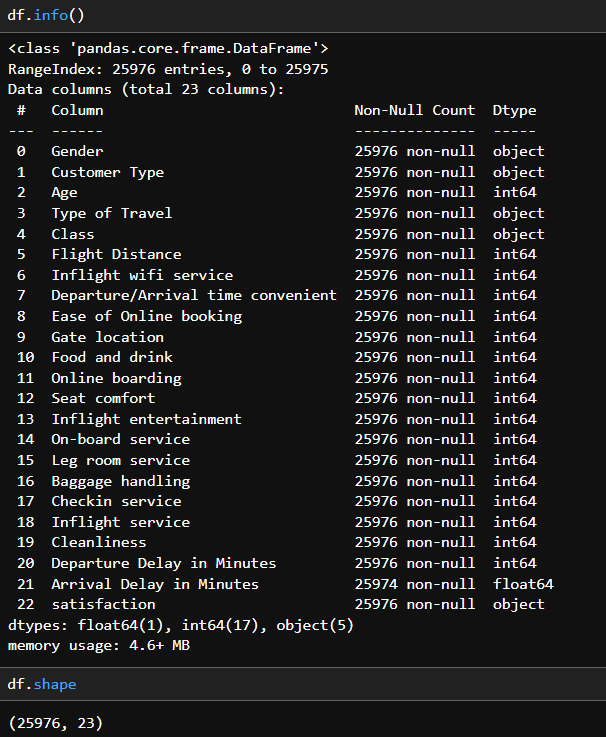 df.info()
<class 'pandas.core.frame.DataFrame'>
RangeIndex: 25976 entries, 0 to 25975
Data columns (total 23 columns):
 #   Column                             Non-Null Count  Dtype
---  ------                             --------------  -----
 0   Gender                             25976 non-null  object
 1   Customer Type                      25976 non-null  object
 2   Age                                25976 non-null  int64
 3   Type of Travel                     25976 non-null  object
 4   Class                              25976 non-null  object
 5   Flight Distance                    25976 non-null  int64
 6   Inflight wifi service              25976 non-null  int64
 7   Departure/Arrival time convenient  25976 non-null  int64
 8   Ease of Online booking             25976 non-null  int64
 9   Gate location                      25976 non-null  int64
 10  Food and drink                     25976 non-null  int64
 11  Online boarding                    25976 non-null  int64
 12  Seat comfort                       25976 non-null  int64
 13  Inflight entertainment             25976 non-null  int64
 14  On-board service                   25976 non-null  int64
 15  Leg room service                   25976 non-null  int64
 16  Baggage handling                   25976 non-null  int64
 17  Checkin service                    25976 non-null  int64
 18  Inflight service                   25976 non-null  int64
 19  Cleanliness                        25976 non-null  int64
 20  Departure Delay in Minutes         25976 non-null  int64
 21  Arrival Delay in Minutes           25974 non-null  float64
 22  satisfaction                       25976 non-null  object
dtypes: float64(1), int64(17), object(5)
memory usage: 4.6+ MB
df.shape
(25976, 23)